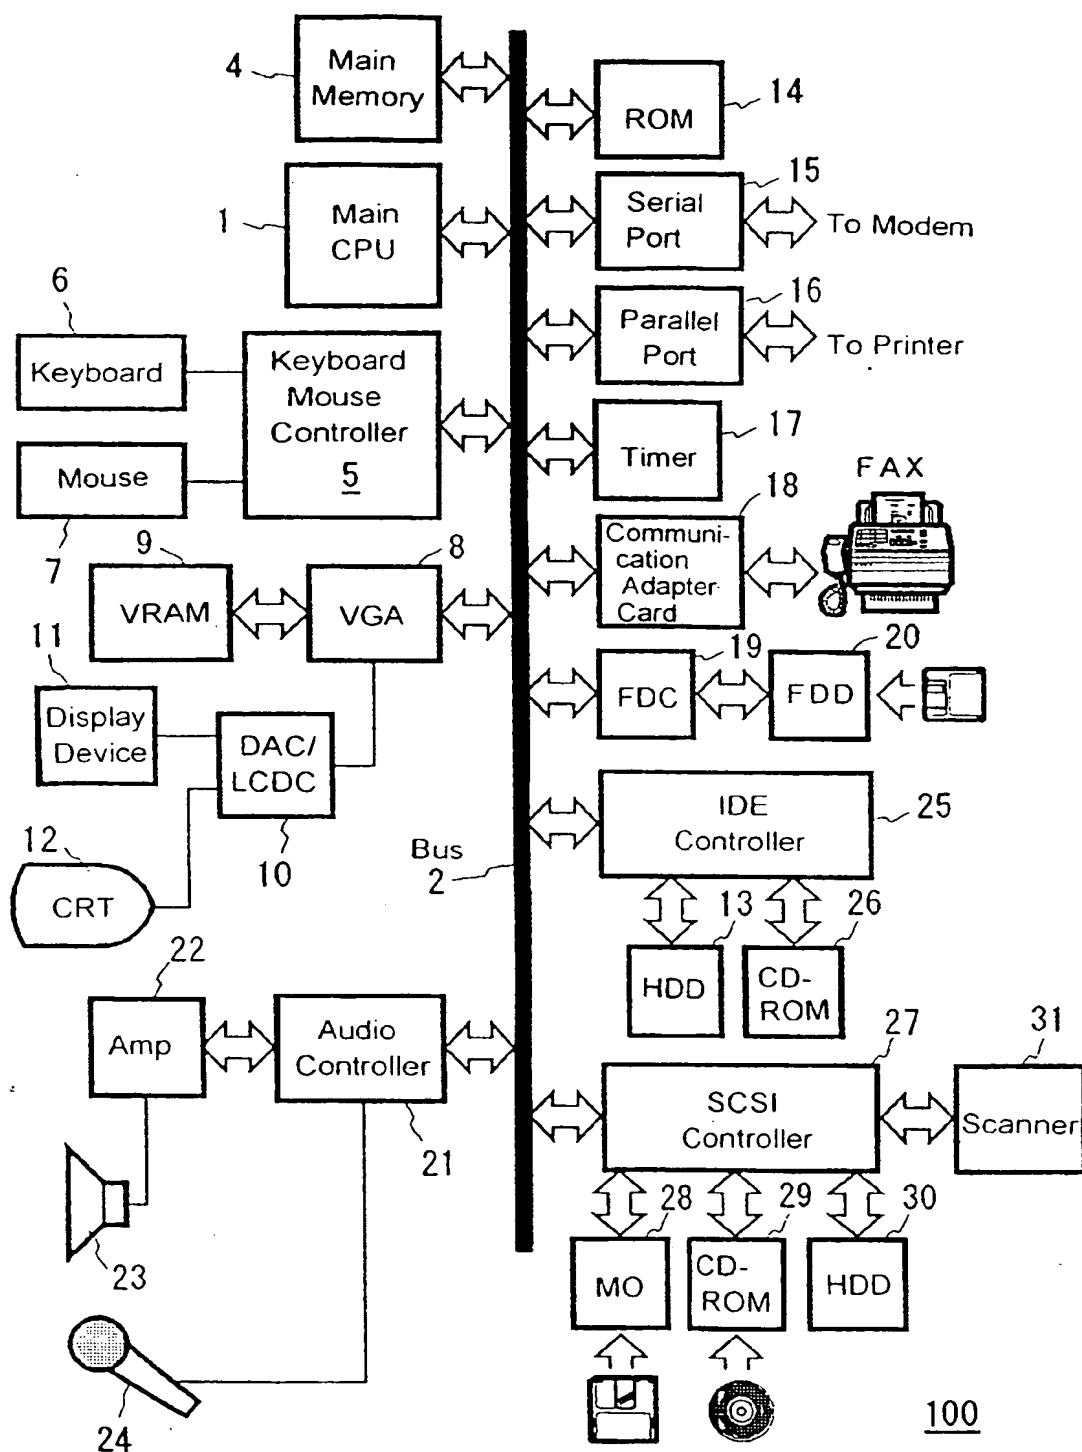 4
Main
Memory
14
ROM
1
Main
CPU
15
Serial
Port
To Modem
6
Keyboard
16
Parallel
Port
To Printer
Keyboard
Mouse
Controller
5
Mouse
7
17
Timer
FAX
18
Communi-
cation
Adapter
Card
9
VRAM
8
VGA
19
FDC
20
FDD
11
Display
Device
DAC/
LCDC
10
12
CRT
Bus
2
IDE
Controller
25
13
HDD
26
CD-
ROM
22
Amp
Audio
Controller
21
27
SCSI
Controller
31
Scanner
23
24
28
MO
29
CD-
ROM
30
HDD
100